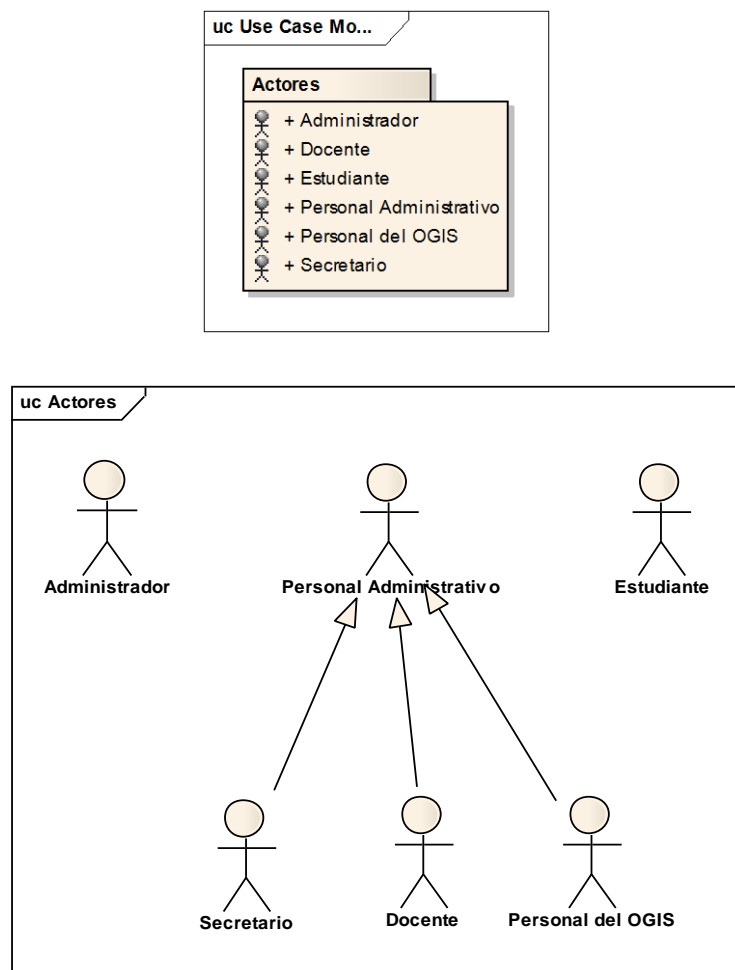 uc Use Case Mo...
Actores
+ Administrador
+ Docente
+ Estudiante
+ Personal Administrativo
+ Personal del OGIS
+ Secretario
uc Actores
Administrador
Personal Administrativo
Estudiante
Secretario
Docente
Personal del OGIS